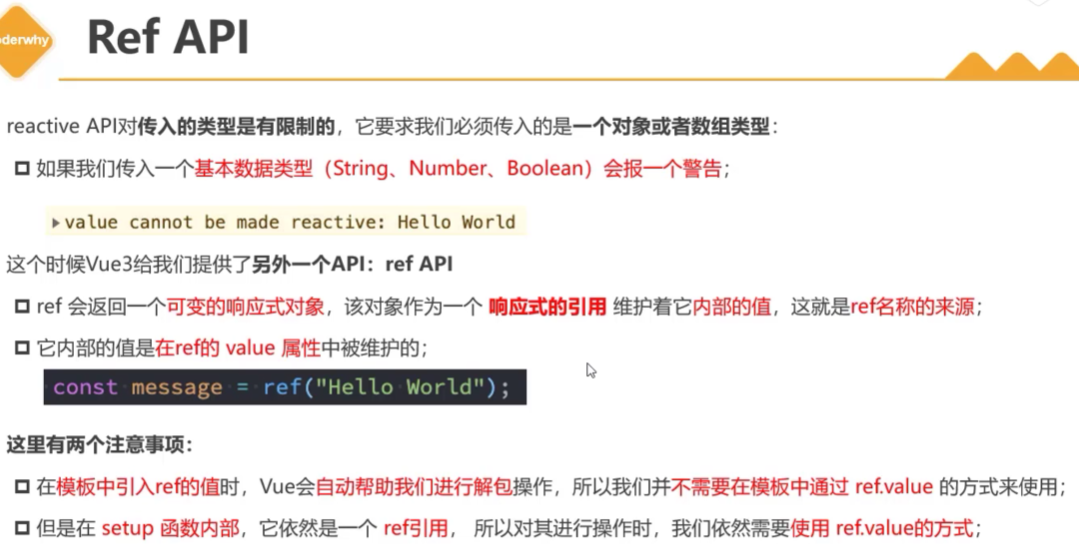 oderwhy
Ref API
reactive API对传入的类型是有限制的，它要求我们必须传入的是一个对象或者数组类型：
如果我们传入一个基本数据类型（String、Number、Boolean）会报一个警告；
value cannot be made reactive: Hello World
这个时候Vue3给我们提供了另外一个API：ref API
ref 会返回一个可变的响应式对象，该对象作为一个 响应式的引用 维护着它内部的值，这就是ref名称的来源；
它内部的值是在ref的 value 属性中被维护的；
const message = ref("Hello World");
这里有两个注意事项：
在模板中引入ref的值时，Vue会自动帮助我们进行解包操作，所以我们并不需要在模板中通过 ref.value 的方式来使用；
但是在 setup 函数内部，它依然是一个 ref引用， 所以对其进行操作时，我们依然需要使用 ref.value的方式；